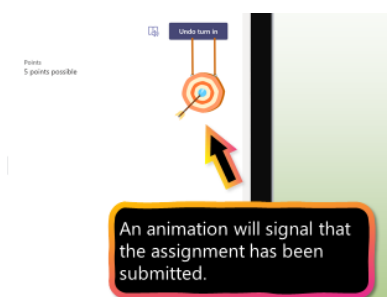 Undo turn in
Points
5 points possible
An animation will signal that
the assignment has been
submitted.